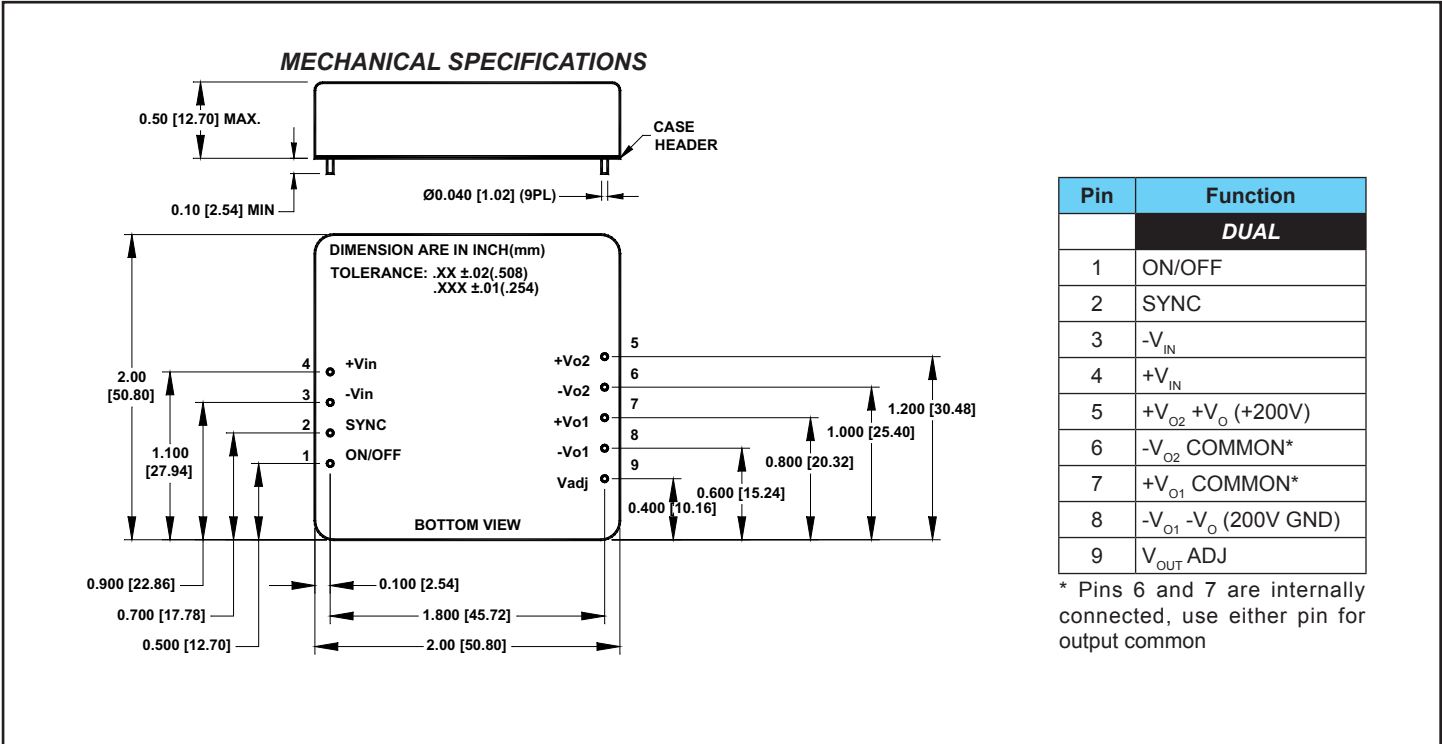 MECHANICAL SPECIFICATIONS
0.50 [12.70] MAX.
CASE
HEADER
Ø0.040 [1.02] (9PL)
0.10 [2.54] MIN
DIMENSION ARE IN INCH(mm)
TOLERANCE: .XX ±.02(.508)
.XXX ±.01(.254)
2.00
[50.80]
1.100
[27.94]
4 +Vin
3 -Vin
2 SYNC
1 ON/OFF
+Vo2 5
-Vo2 6
+Vo1 7
-Vo1 8
Vadj 9
1.200 [30.48]
1.000 [25.40]
0.800 [20.32]
0.600 [15.24]
0.400 [10.16]
BOTTOM VIEW
0.900 [22.86]
0.100 [2.54]
0.700 [17.78]
1.800 [45.72]
0.500 [12.70]
2.00 [50.80]
Pin Function
DUAL
1 ON/OFF
2 SYNC
3 -VIN
4 +VIN
5 +VO2 +VO (+200V)
6 -VO2 COMMON*
7 +VO1 COMMON*
8 -VO1 -VO (200V GND)
9 VOUT ADJ
* Pins 6 and 7 are internally
connected, use either pin for
output common